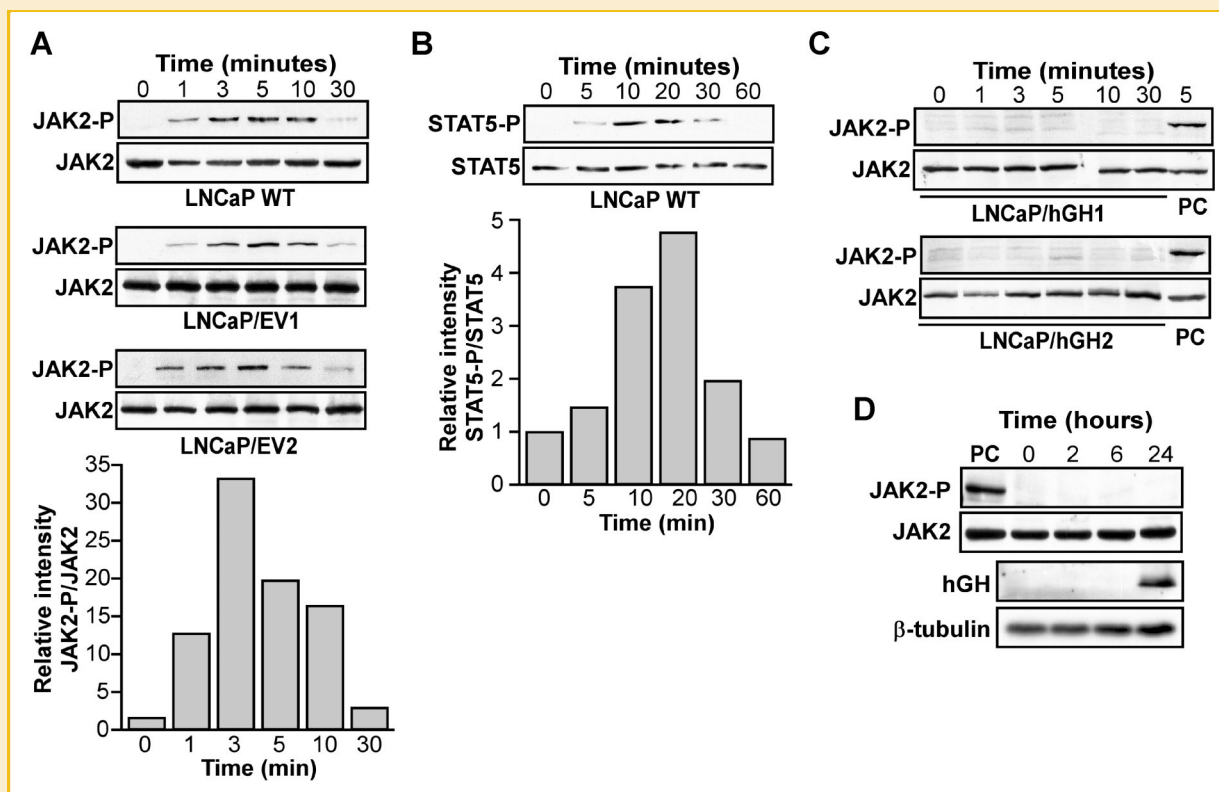 A
Time (minutes)
0 1 3 5 10 30
JAK2-P
JAK2
LNCaP WT
JAK2-P
JAK2
LNCaP/EV1
JAK2-P
JAK2
LNCaP/EV2
Relative intensity
JAK2-P/JAK2
35
30
25
20
15
10
5
0
0 1 3 5 10 30
Time (min)
B
Time (minutes)
0 5 10 20 30 60
STAT5-P
STAT5
LNCaP WT
Relative intensity
STAT5-P/STAT5
5
4
3
2
1
0
0 5 10 20 30 60
Time (min)
C
Time (minutes)
0 1 3 5 10 30 5
JAK2-P
JAK2
LNCaP/hGH1 PC
JAK2-P
JAK2
LNCaP/hGH2 PC
D
Time (hours)
PC 0 2 6 24
JAK2-P
JAK2
hGH
β-tubulin